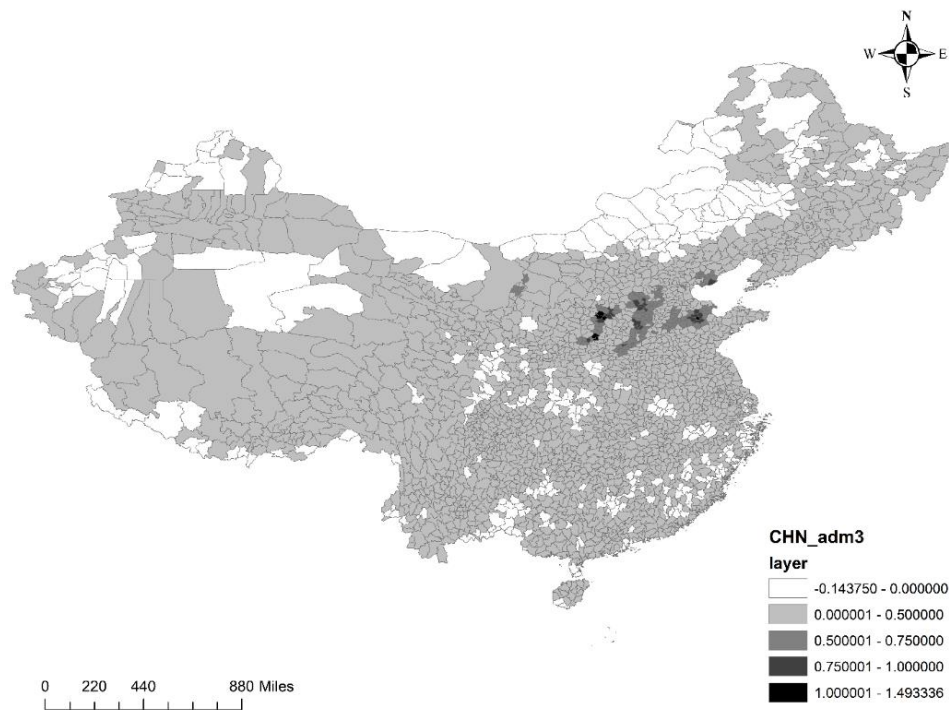 N
W E
S
CHN_adm3
layer
-0.143750 - 0.000000
0.000001 - 0.500000
0.500001 - 0.750000
0.750001 - 1.000000
1.000001 - 1.493336
0 220 440 880 Miles